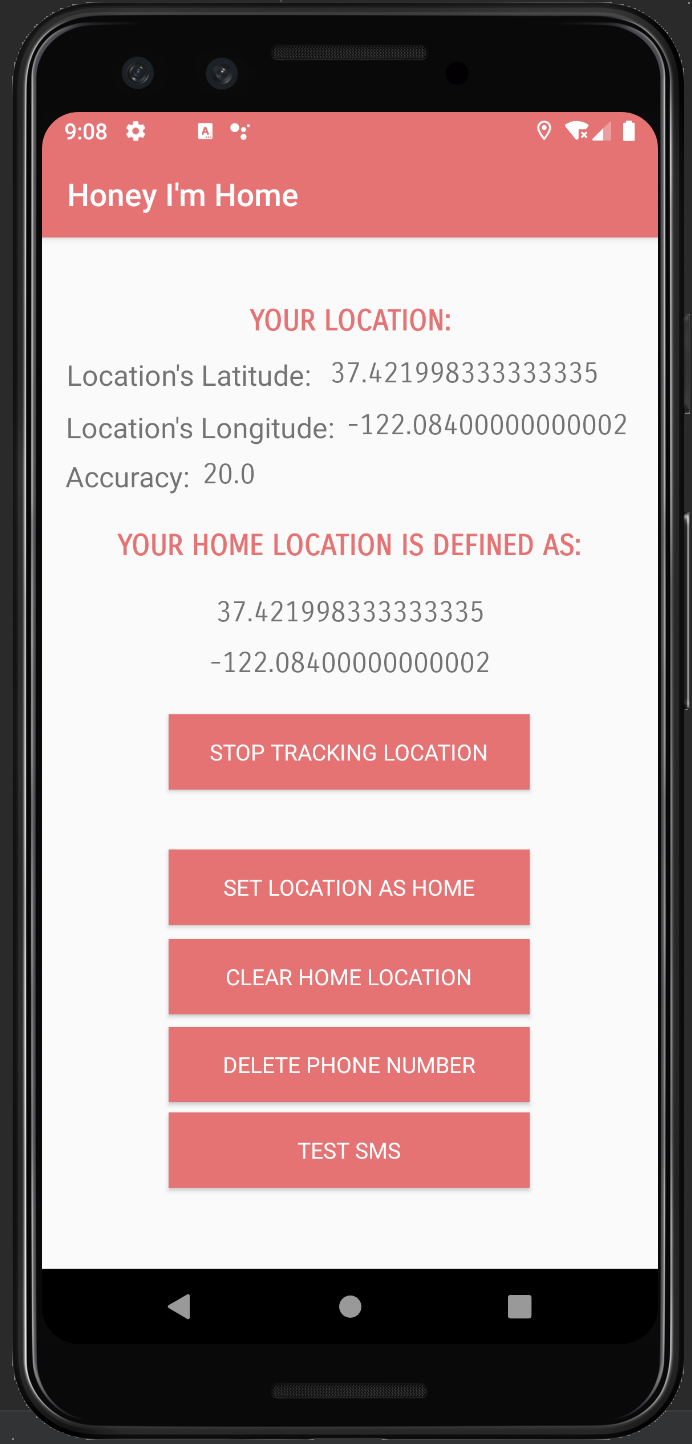 9:08
Honey I'm Home
YOUR LOCATION:
Location's Latitude: 37.421998333333335
Location's Longitude: -122.08400000000002
Accuracy: 20.0
YOUR HOME LOCATION IS DEFINED AS:
37.421998333333335
-122.08400000000002
STOP TRACKING LOCATION
SET LOCATION AS HOME
CLEAR HOME LOCATION
DELETE PHONE NUMBER
TEST SMS